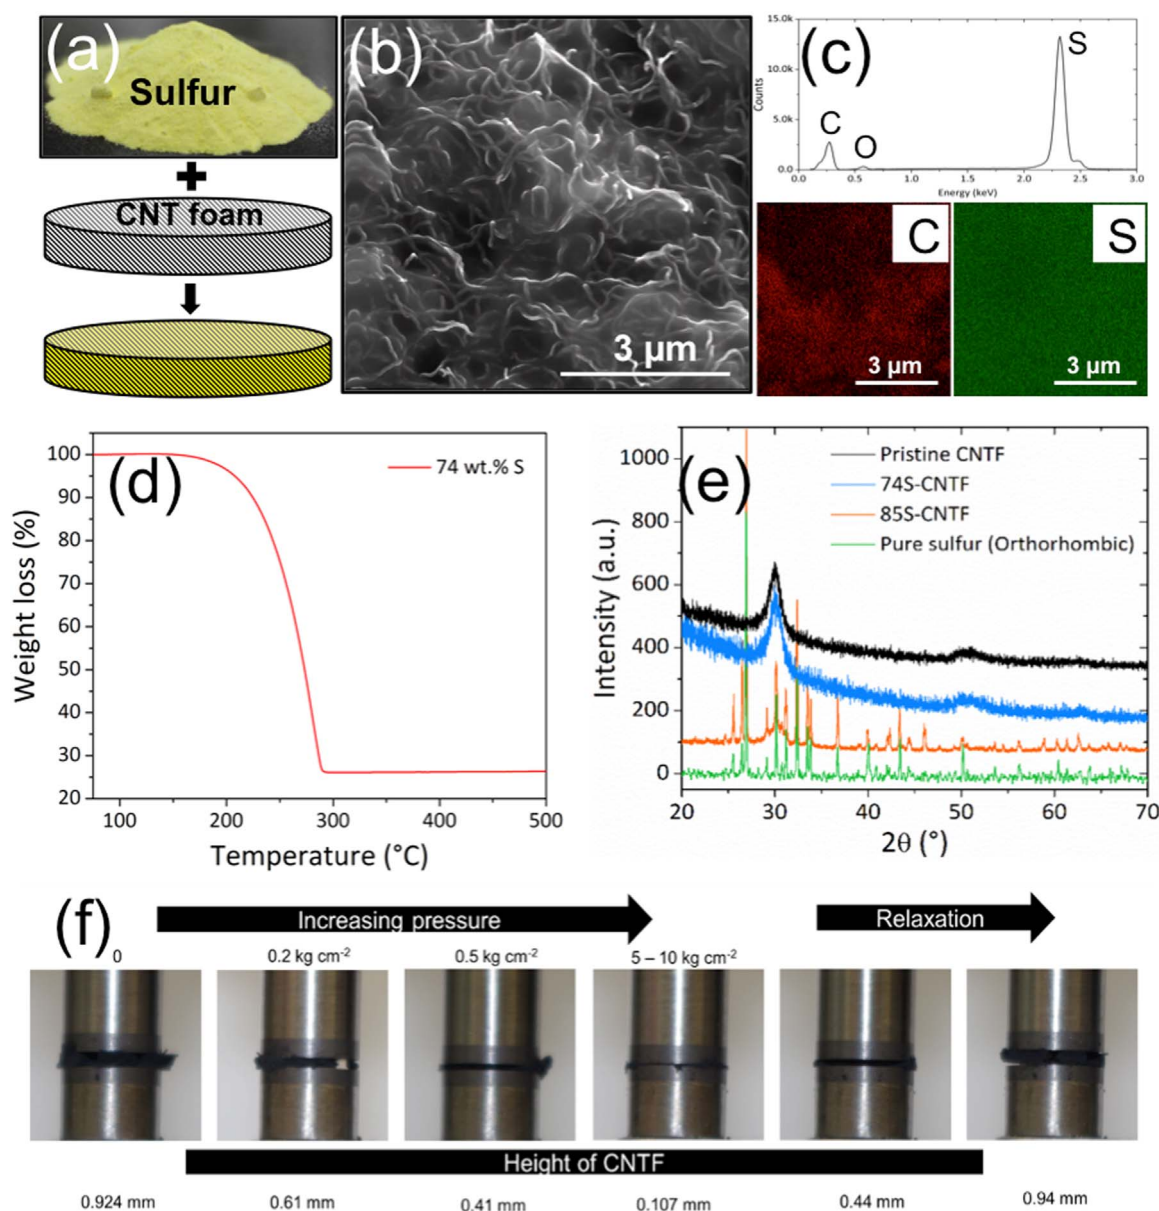 (a)
Sulfur
CNT foam
(b)
3 µm
(c)
15.0k
10.0k
5.0k
0.0
Counts
C
O
S
0.0 0.5 1.0 1.5 2.0 2.5 3.0
Energy (keV)
C
3 µm
S
3 µm
(d)
74 wt.% S
100
90
80
70
60
50
40
30
20
Weight loss (%)
100 200 300 400 500
Temperature (°C)
(e)
Pristine CNTF
74S-CNTF
85S-CNTF
Pure sulfur (Orthorhombic)
1000
800
600
400
200
0
Intensity (a.u.)
20 30 40 50 60 70
2θ (°)
(f)
Increasing pressure
Relaxation
0 0.2 kg cm-2 0.5 kg cm-2 5 – 10 kg cm-2
Height of CNTF
0.924 mm 0.61 mm 0.41 mm 0.107 mm 0.44 mm 0.94 mm